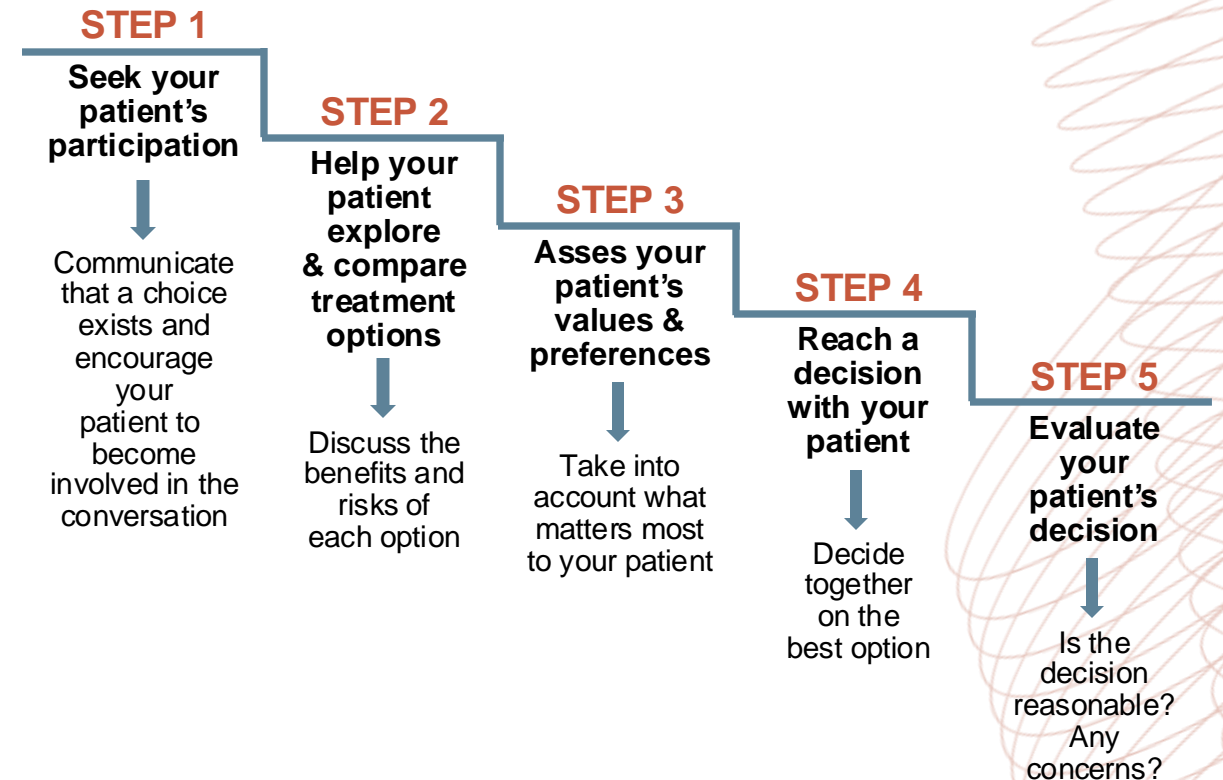 STEP 1
Seek your
patient’s
participation
Communicate
that a choice
exists and
encourage
your
patient to
become
involved in the
conversation
STEP 2
Help your
patient
explore
& compare
treatment
options
Discuss the
benefits and
risks of
each option
STEP 3
Asses your
patient’s
values &
preferences
Take into
account what
matters most
to your patient
STEP 4
Reach a
decision
with your
patient
Decide
together
on the
best option
STEP 5
Evaluate
your
patient’s
decision
Is the
decision
reasonable?
Any
concerns?